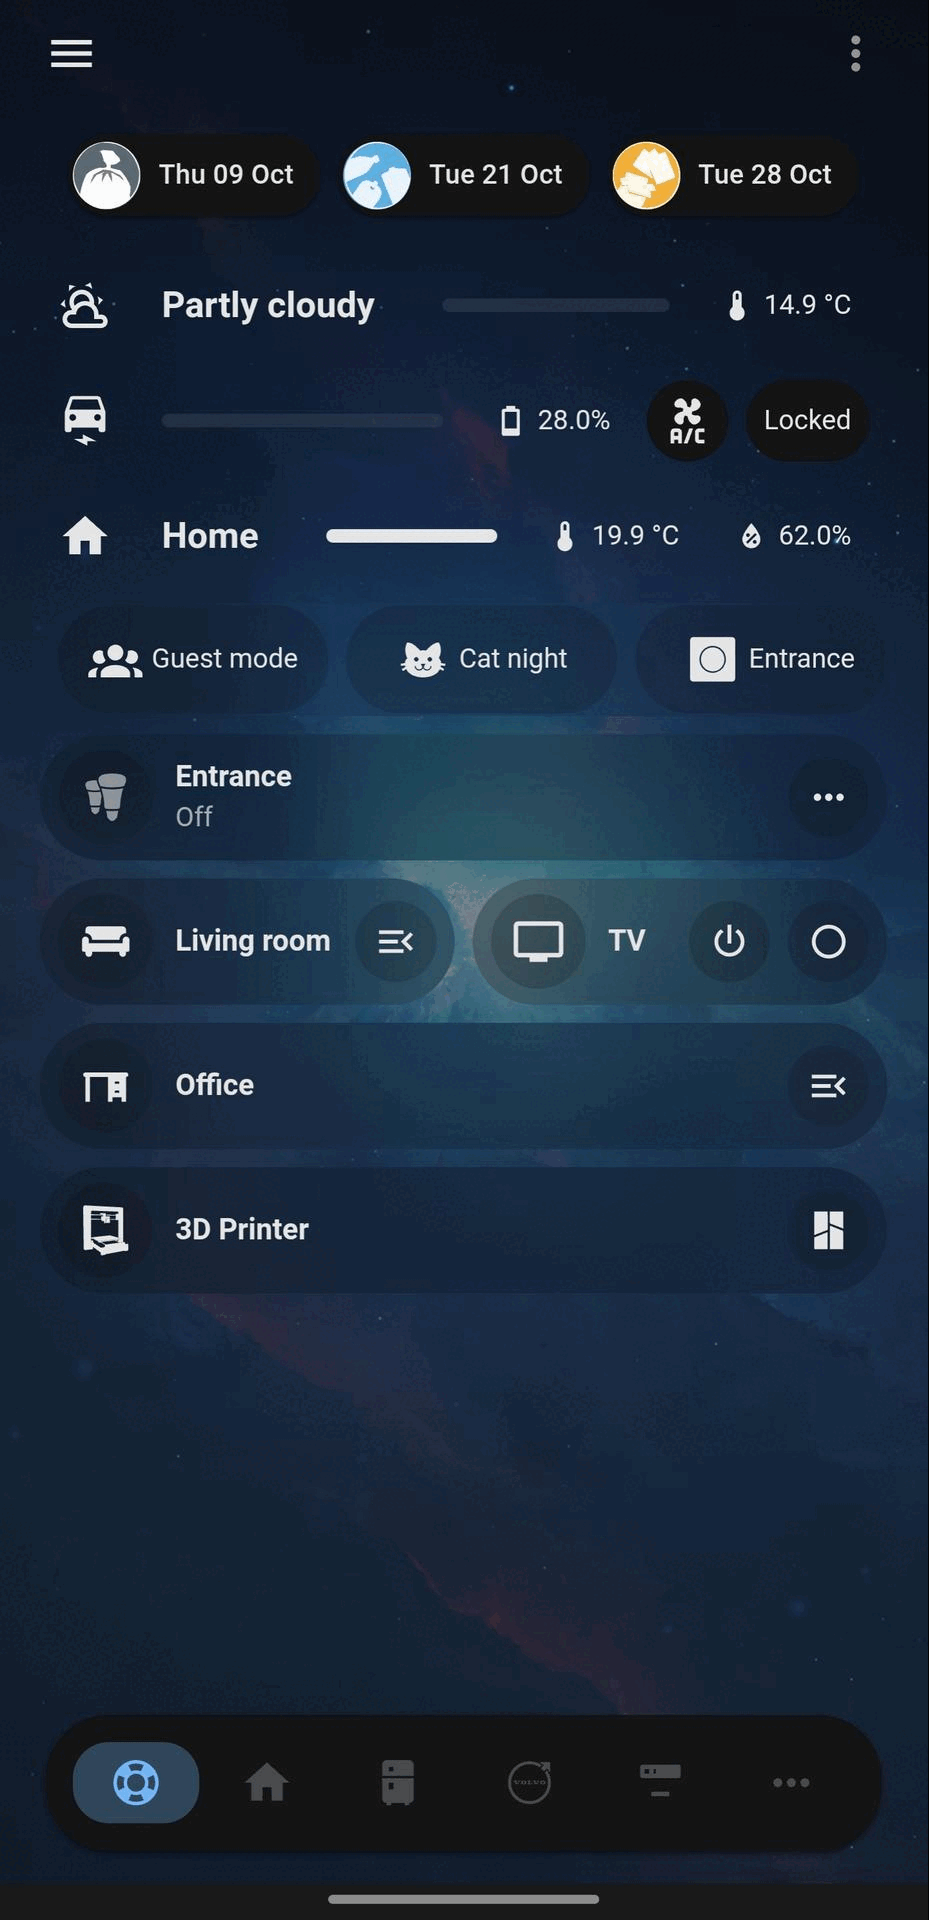 Thu 09 Oct
Tue 21 Oct
Tue 28 Oct
Partly cloudy
14.9 °C
28.0%
A/C
Locked
Home
19.9 °C
62.0%
Guest mode
Cat night
Entrance
Entrance
Off
Living room
TV
Office
3D Printer
VOLVO